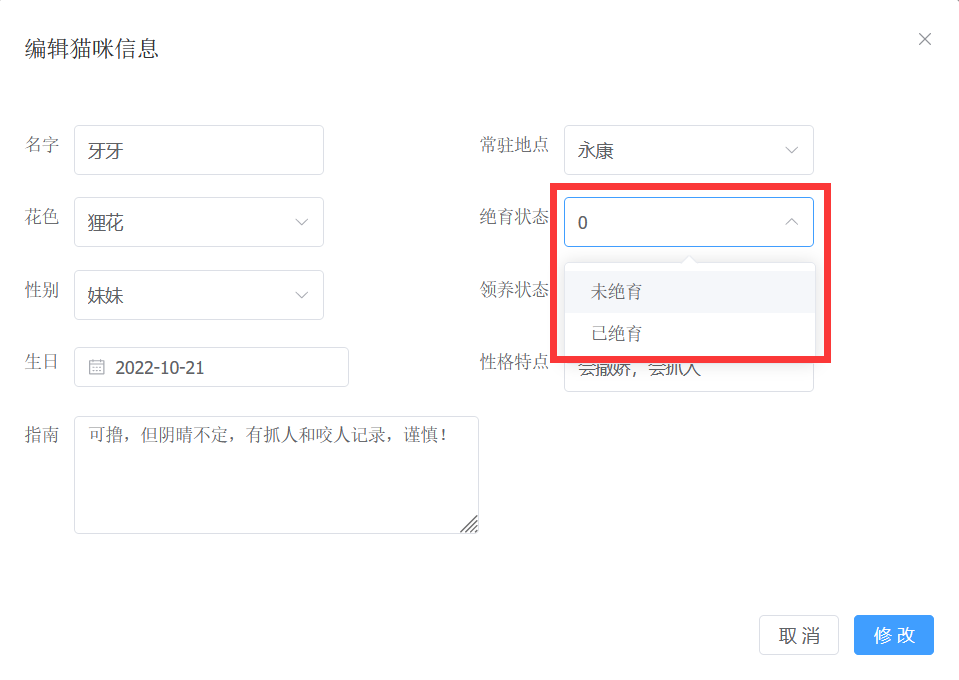 编辑猫咪信息
名字 牙牙
常驻地点 永康
花色 狸花
绝育状态 0
未绝育
已绝育
性别 妹妹
领养状态
生日 2022-10-21
性格特点 会撒娇，会抓人
指南 可撸，但阴晴不定，有抓人和咬人记录，谨慎！
取消 修改